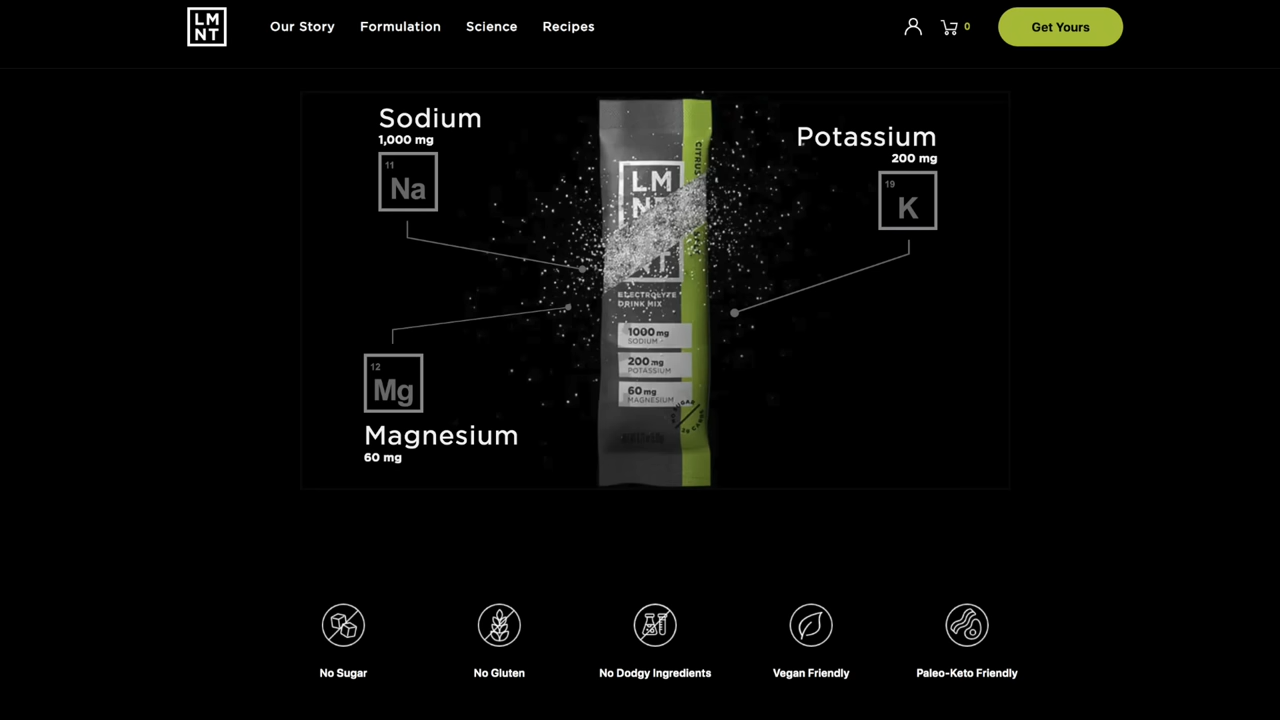 LM
NT
Our Story
Formulation
Science
Recipes
0
Get Yours
Sodium
1,000 mg
11
Na
Potassium
200 mg
19
K
12
Mg
Magnesium
60 mg
LM
ELECTROLYTE
DRINK MIX
1000 mg
SODIUM
200 mg
POTASSIUM
60 mg
MAGNESIUM
No Sugar
No Gluten
No Dodgy Ingredients
Vegan Friendly
Paleo-Keto Friendly